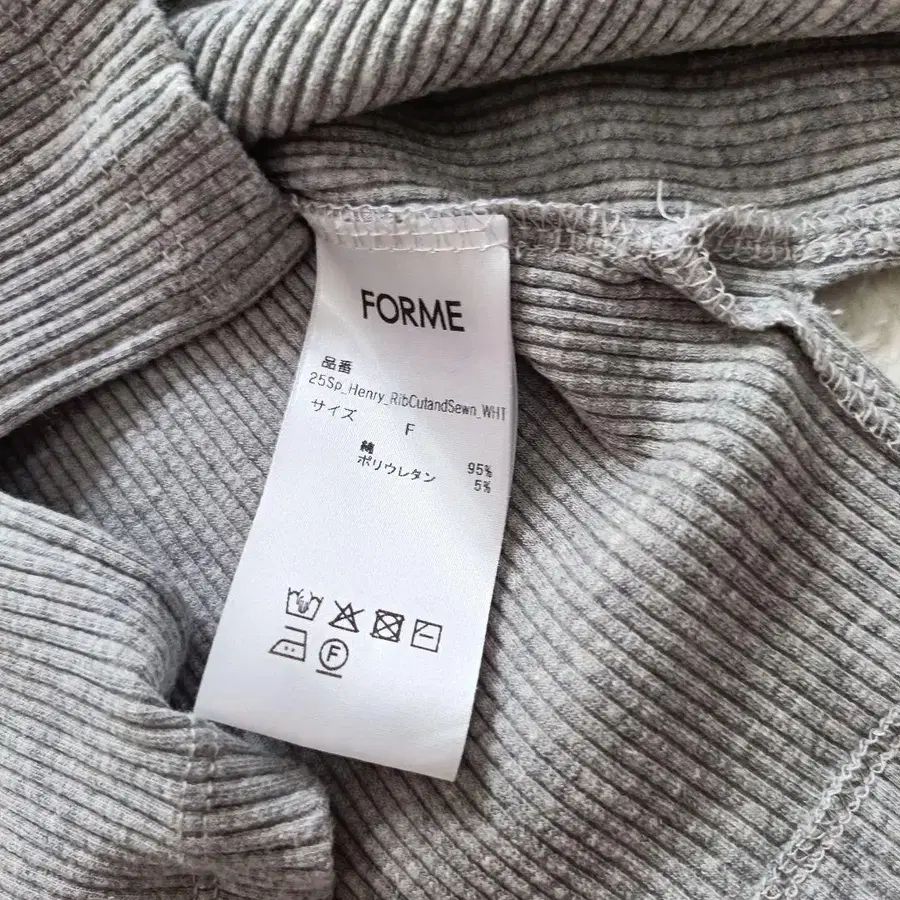 FORME
品番
25Sp_Henry_RibCutandSewn_WHT
サイズ F
綿 95%
ポリウレタン 5%
F